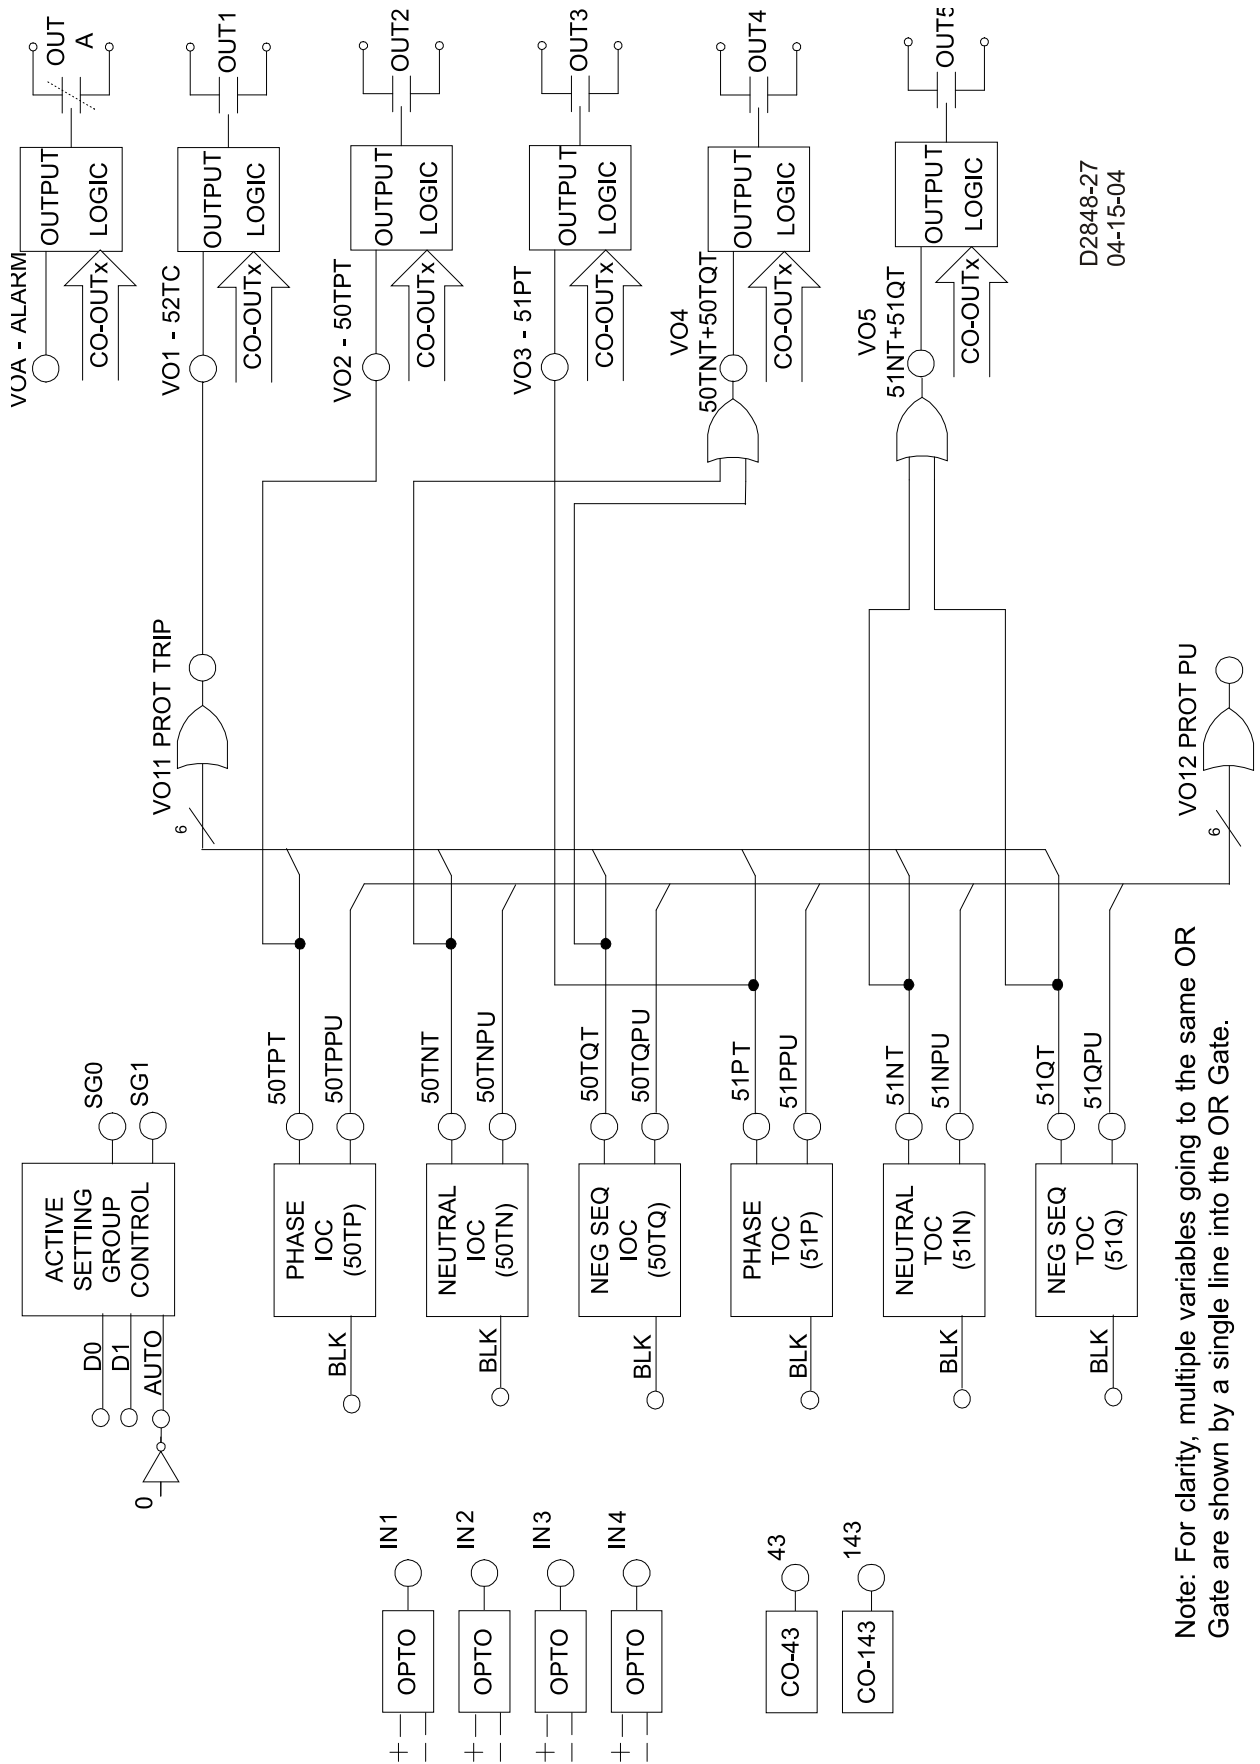 OPTO
IN1
OPTO
IN2
OPTO
IN3
OPTO
IN4
CO-43
43
CO-143
143
0
D0
D1
AUTO
ACTIVE
SETTING
GROUP
CONTROL
SG0
SG1
BLK
PHASE
IOC
(50TP)
50TPT
50TPPU
BLK
NEUTRAL
IOC
(50TN)
50TNT
50TNPU
BLK
NEG SEQ
IOC
(50TQ)
50TQT
50TQPU
BLK
PHASE
TOC
(51P)
51PT
51PPU
BLK
NEUTRAL
TOC
(51N)
51NT
51NPU
BLK
NEG SEQ
TOC
(51Q)
51QT
51QPU
6
VO11 PROT TRIP
6
VO12 PROT PU
VOA - ALARM
CO-OUTx
OUTPUT
LOGIC
OUT
A
VO1 - 52TC
CO-OUTx
OUTPUT
LOGIC
OUT1
VO2 - 50TPT
CO-OUTx
OUTPUT
LOGIC
OUT2
VO3 - 51PT
CO-OUTx
OUTPUT
LOGIC
OUT3
VO4
50TNT+50TQT
CO-OUTx
OUTPUT
LOGIC
OUT4
VO5
51NT+51QT
CO-OUTx
OUTPUT
LOGIC
OUT5
D2848-27
04-15-04
Note: For clarity, multiple variables going to the same OR
Gate are shown by a single line into the OR Gate.